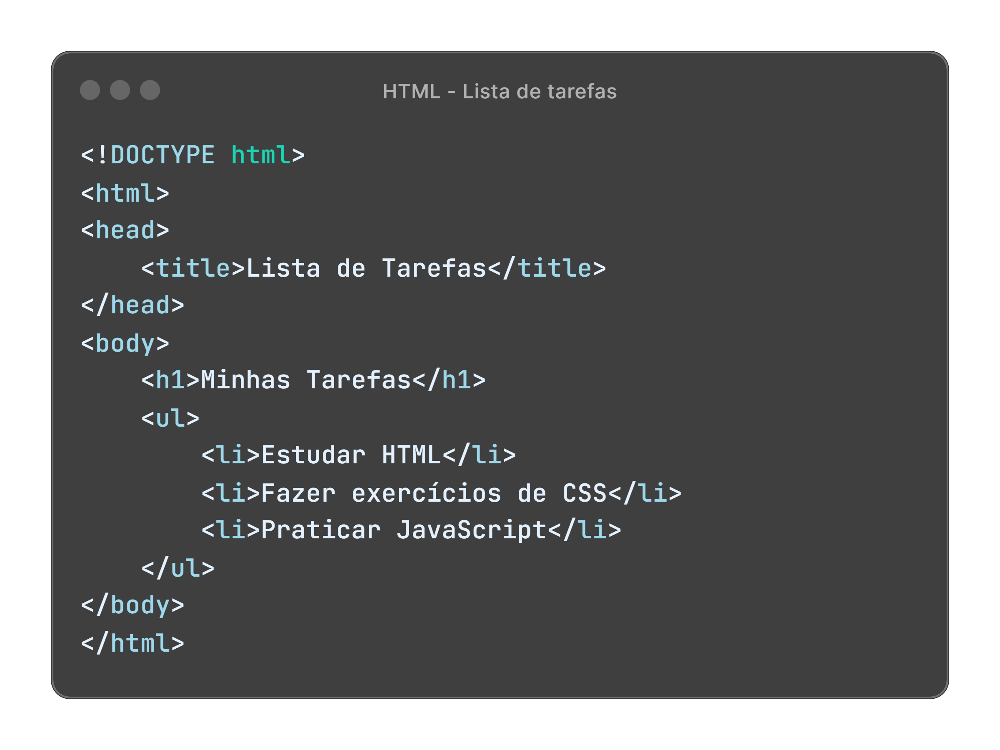 HTML - Lista de tarefas
<!DOCTYPE html>
<html>
<head>
    <title>Lista de Tarefas</title>
</head>
<body>
    <h1>Minhas Tarefas</h1>
    <ul>
        <li>Estudar HTML</li>
        <li>Fazer exercícios de CSS</li>
        <li>Praticar JavaScript</li>
    </ul>
</body>
</html>